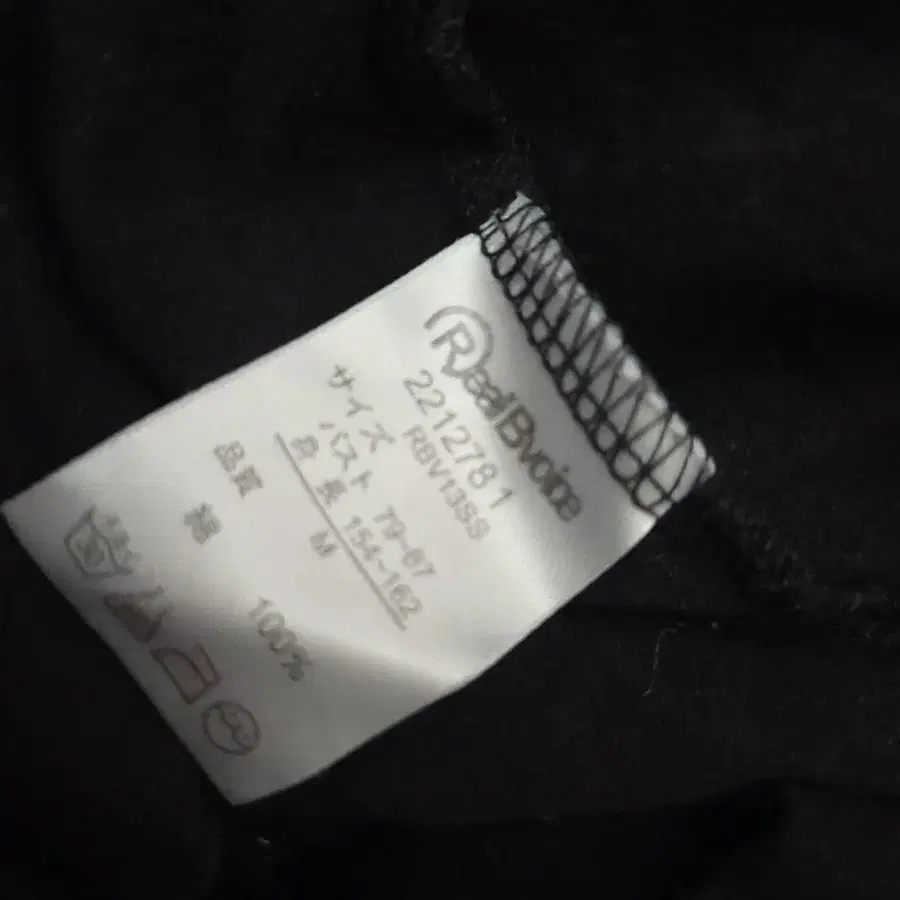 RealBvoice
2212781
RBV13SS
サイズ
バスト 79~87
身長 154~162
M
品質
綿 100%